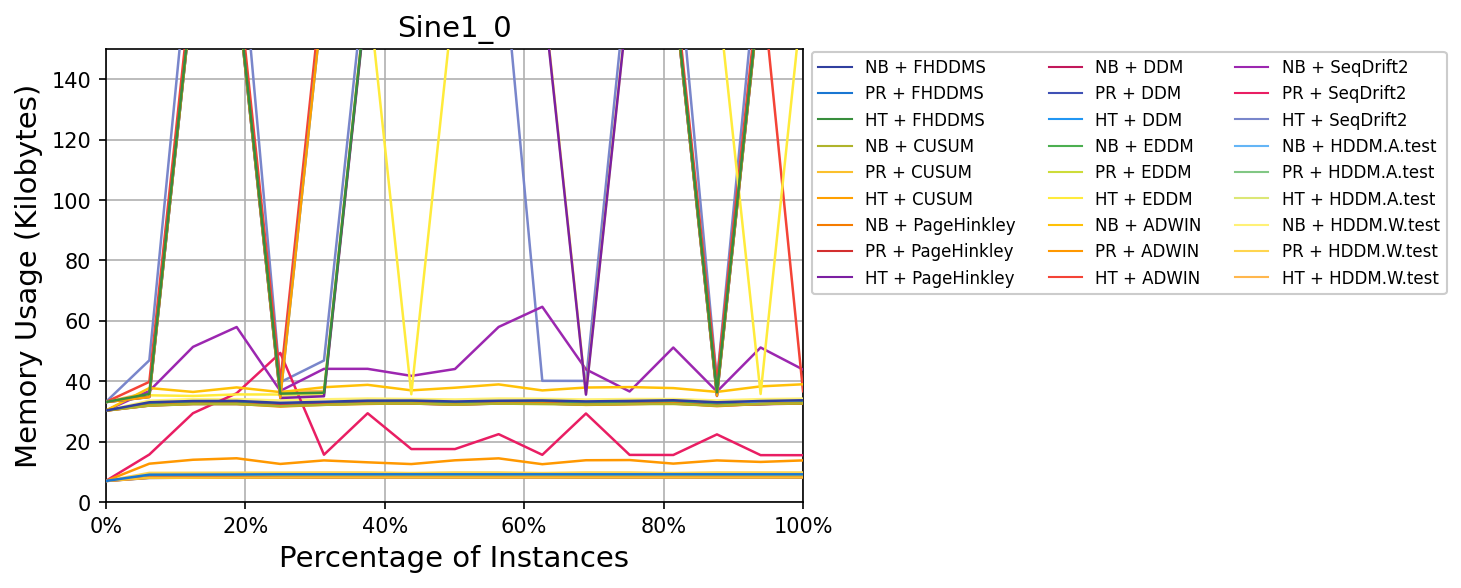 Sine1_0
Memory Usage (Kilobytes)
140
120
100
80
60
40
20
0
0%
20%
40%
60%
80%
100%
Percentage of Instances
NB + FHDDMS
PR + FHDDMS
HT + FHDDMS
NB + CUSUM
PR + CUSUM
HT + CUSUM
NB + PageHinkley
PR + PageHinkley
HT + PageHinkley
NB + DDM
PR + DDM
HT + DDM
NB + EDDM
PR + EDDM
HT + EDDM
NB + ADWIN
PR + ADWIN
HT + ADWIN
NB + SeqDrift2
PR + SeqDrift2
HT + SeqDrift2
NB + HDDM.A.test
PR + HDDM.A.test
HT + HDDM.A.test
NB + HDDM.W.test
PR + HDDM.W.test
HT + HDDM.W.test